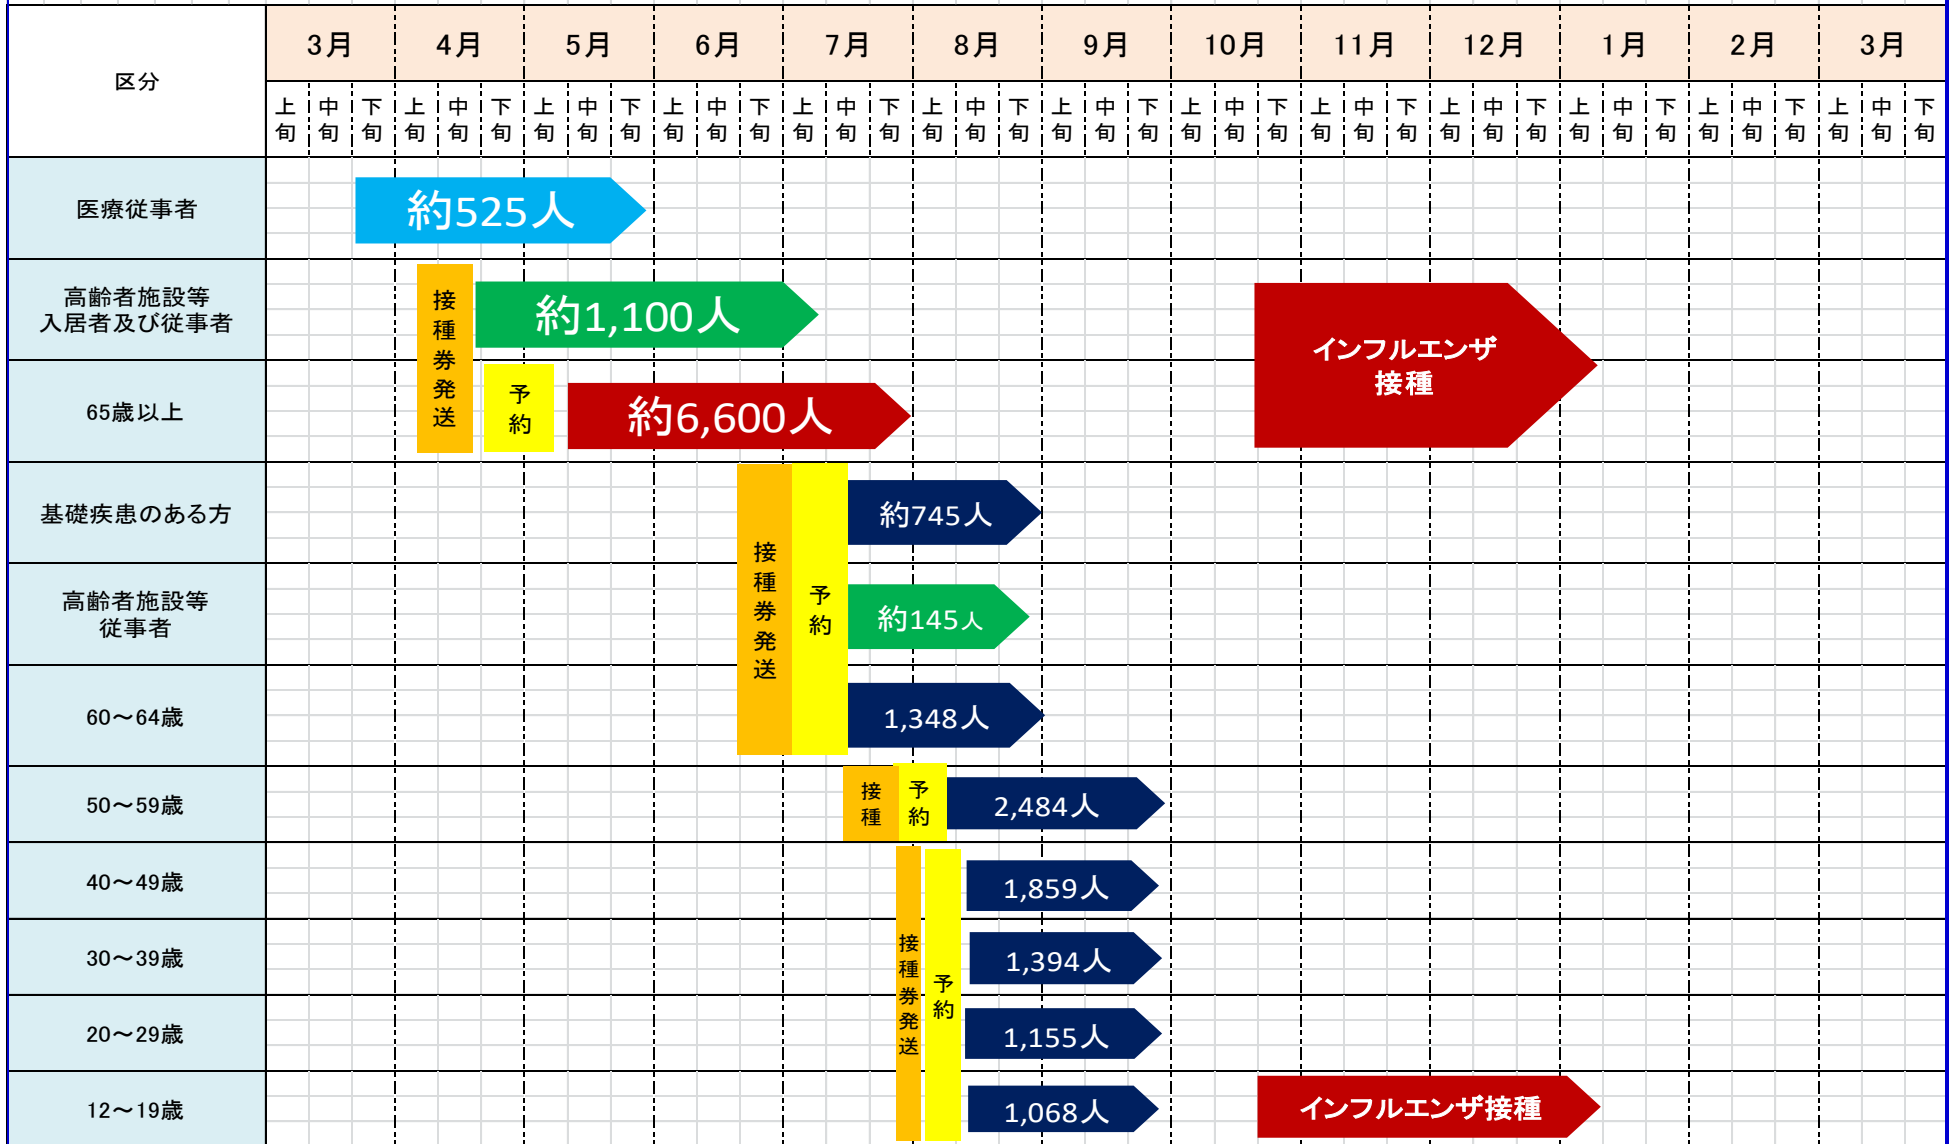 区分
3月 4月 5月 6月 7月 8月 9月 10月 11月 12月 1月 2月 3月
上旬 中旬 下旬 上旬 中旬 下旬 上旬 中旬 下旬 上旬 中旬 下旬 上旬 中旬 下旬 上旬 中旬 下旬 上旬 中旬 下旬 上旬 中旬 下旬 上旬 中旬 下旬 上旬 中旬 下旬 上旬 中旬 下旬 上旬 中旬 下旬 上旬 中旬 下旬
医療従事者
約525人
高齢者施設等
入居者及び従事者
接種券発送
約1,100人
インフルエンザ
接種
65歳以上
予約
約6,600人
基礎疾患のある方
接種券発送
予約
約745人
高齢者施設等
従事者
約145人
60～64歳
1,348人
50～59歳
接種
予約
2,484人
40～49歳
接種券発送
予約
1,859人
30～39歳
1,394人
20～29歳
1,155人
12～19歳
1,068人
インフルエンザ接種